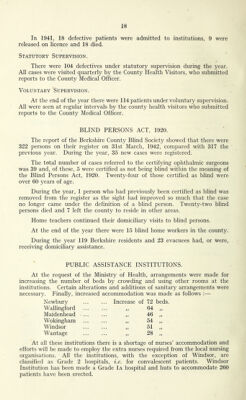 18
In 1941, 18 defective patients were admitted to institutions, 9 were
released on licence and 18 died.
STATUTORY SUPERVISION.
There were 104 defectives under statutory supervision during the year.
All cases were visited quarterly by the County Health Visitors, who submitted
reports to the County Medical Officer.
VOLUNTARY SUPERVISION.
At the end of the year there were 114 patients under voluntary supervision.
All were seen at regular intervals by the county health visitors who submitted
reports to the County Medical Officer.
BLIND PERSONS ACT, 1920.
The report of the Berkshire County Blind Society showed that there were
322 persons on their register on 31st March, 1942, compared with 317 the
previous year. During the year, 35 new cases were registered.
The total number of cases referred to the certifying ophthalmic surgeons
was 39 and, of these, 5 were certified as not being blind within the meaning of
the Blind Persons Act, 1920. Twenty-four of those certified as blind were
over 60 years of age.
During the year, 1 person who had previously been certified as blind was
removed from the register as the sight had improved so much that the case
no longer came under the definition of a blind person. Twenty-two blind
persons died and 7 left the county to reside in other areas.
Home teachers continued their domiciliary visits to blind persons.
At the end of the year there were 15 blind home workers in the county.
During the year 119 Berkshire residents and 23 evacuees had, or were,
receiving domiciliary assistance.
PUBLIC ASSISTANCE INSTITUTIONS.
At the request of the Ministry of Health, arrangements were made for
increasing the number of beds by crowding and using other rooms at the
institutions. Certain alterations and additions of sanitary arrangements were
necessary. Finally, increased accommodation was made as follows :—
Newbury ... ... Increase of 72 beds.
Wallingford ... ... „ 64 „
Maidenhead ... ... „ 46 „
Wokingham ... ... „ 54 „
Windsor ... ... „ 51 „
Wantage ... ... „ 28 „
At all these institutions there is a shortage of nurses' accommodation and
efforts will be made to employ the extra nurses required from the local nursing
organisations. All the institutions, with the exception of Windsor, are
classified as Grade 2 hospitals, i.e. for convalescent patients. Windsor
Institution has been made a Grade 1a hospital and huts to accommodate 260
patients have been erected.